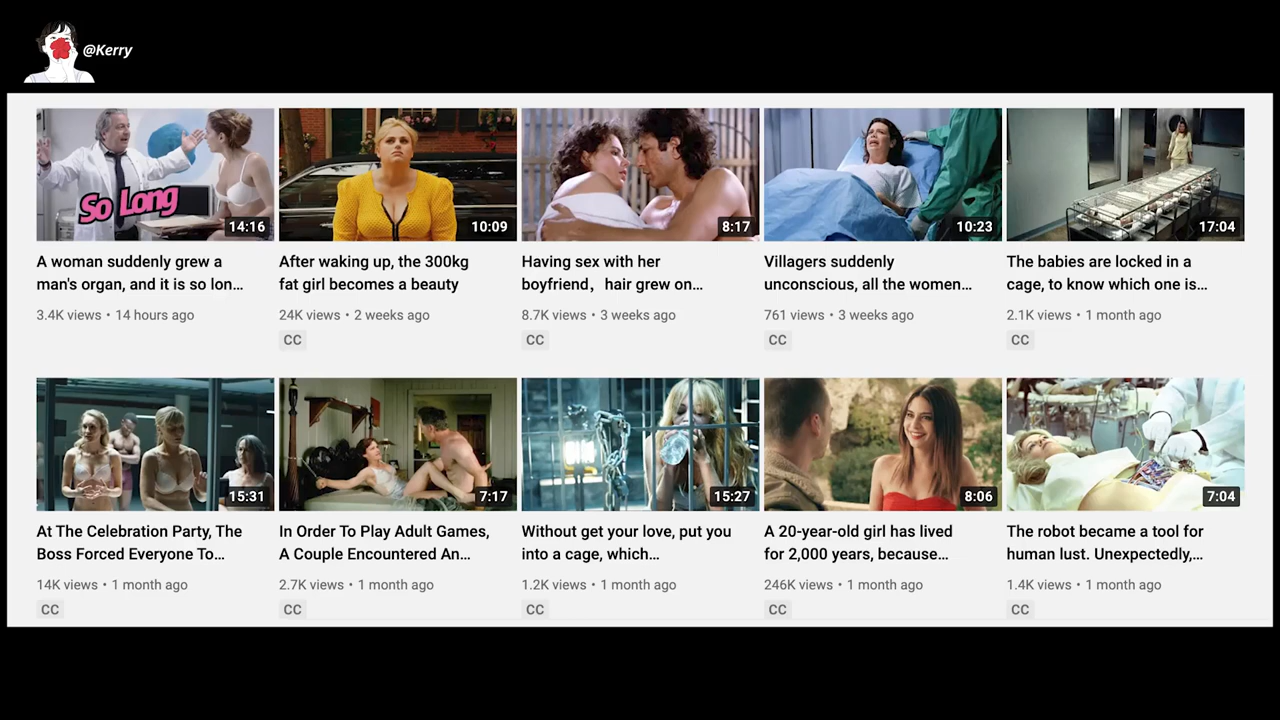 @Kerry
So Long
14:16
10:09
8:17
10:23
17:04
A woman suddenly grew a
man's organ, and it is so lon...
3.4K views • 14 hours ago
After waking up, the 300kg
fat girl becomes a beauty
24K views • 2 weeks ago
CC
Having sex with her
boyfriend，hair grew on...
8.7K views • 3 weeks ago
CC
Villagers suddenly
unconscious, all the women...
761 views • 3 weeks ago
CC
The babies are locked in a
cage, to know which one is...
2.1K views • 1 month ago
CC
15:31
7:17
15:27
8:06
7:04
At The Celebration Party, The
Boss Forced Everyone To...
14K views • 1 month ago
CC
In Order To Play Adult Games,
A Couple Encountered An...
2.7K views • 1 month ago
CC
Without get your love, put you
into a cage, which...
1.2K views • 1 month ago
CC
A 20-year-old girl has lived
for 2,000 years, because...
246K views • 1 month ago
CC
The robot became a tool for
human lust. Unexpectedly,...
1.4K views • 1 month ago
CC